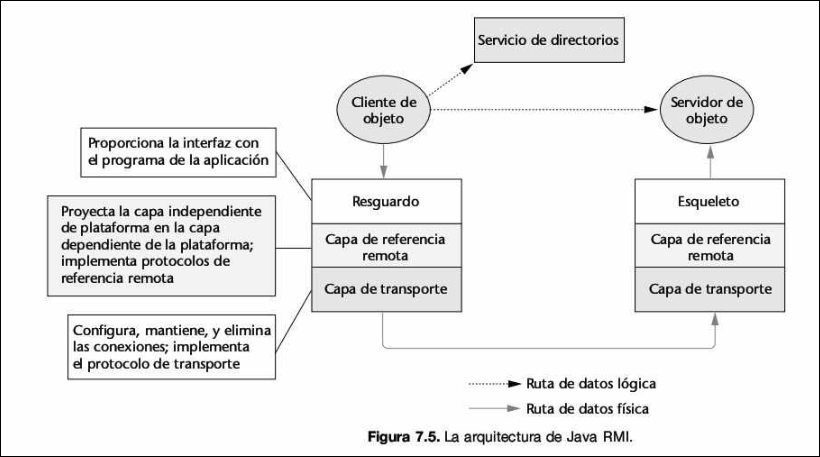 Servicio de directorios
Cliente de
objeto
Servidor de
objeto
Proporciona la interfaz con
el programa de la aplicación
Resguardo
Esqueleto
Proyecta la capa independiente
de plataforma en la capa
dependiente de la plataforma;
implementa protocolos de
referencia remota
Capa de referencia
remota
Capa de referencia
remota
Capa de transporte
Capa de transporte
Configura, mantiene, y elimina
las conexiones; implementa
el protocolo de transporte
Ruta de datos lógica
Ruta de datos física
Figura 7.5. La arquitectura de Java RMI.